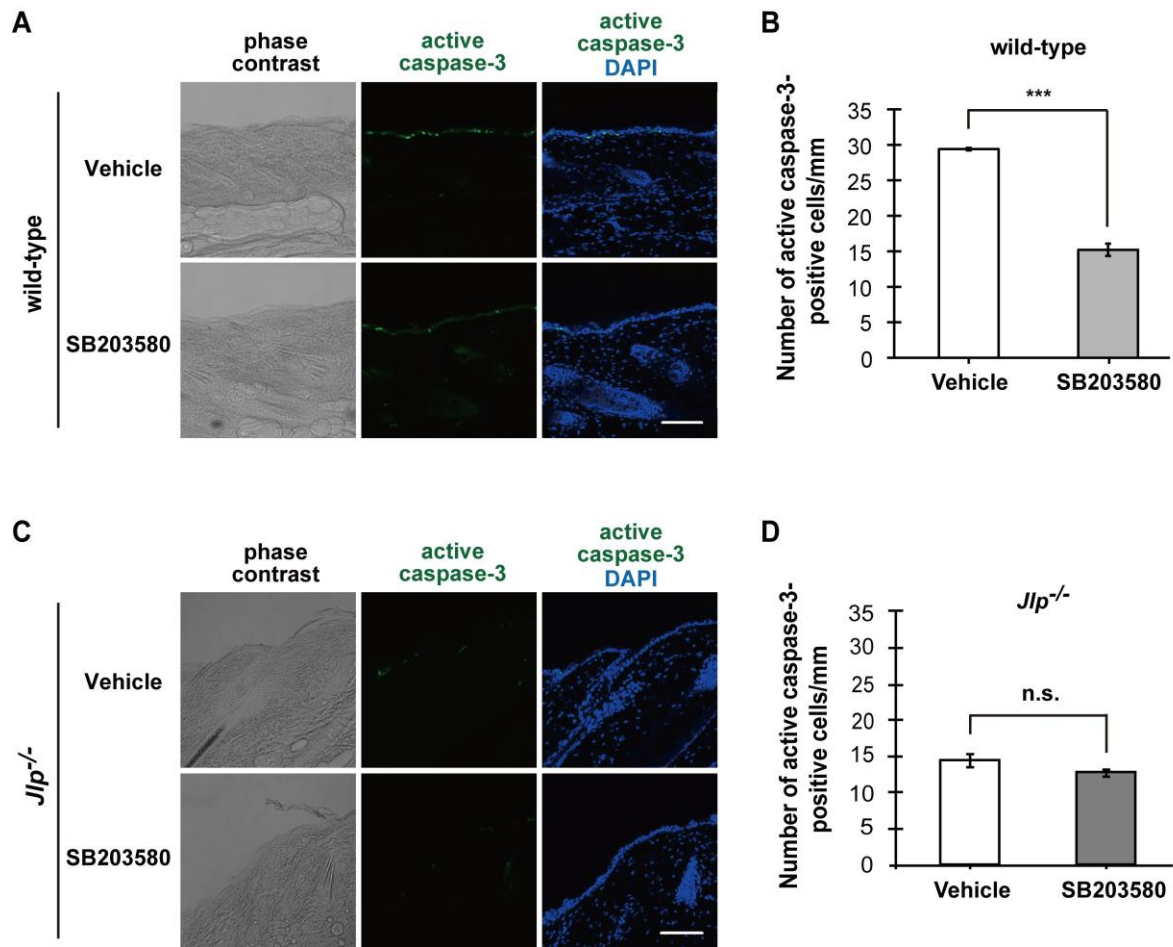 A
phase
contrast
active
caspase-3
active
caspase-3
DAPI
wild-type
Vehicle
SB203580
B
wild-type
***
Number of active caspase-3-
positive cells/mm
35
30
25
20
15
10
5
0
Vehicle
SB203580
C
phase
contrast
active
caspase-3
active
caspase-3
DAPI
Jlp-/-
Vehicle
SB203580
D
Jlp-/-
n.s.
Number of active caspase-3-
positive cells/mm
35
30
25
20
15
10
5
0
Vehicle
SB203580